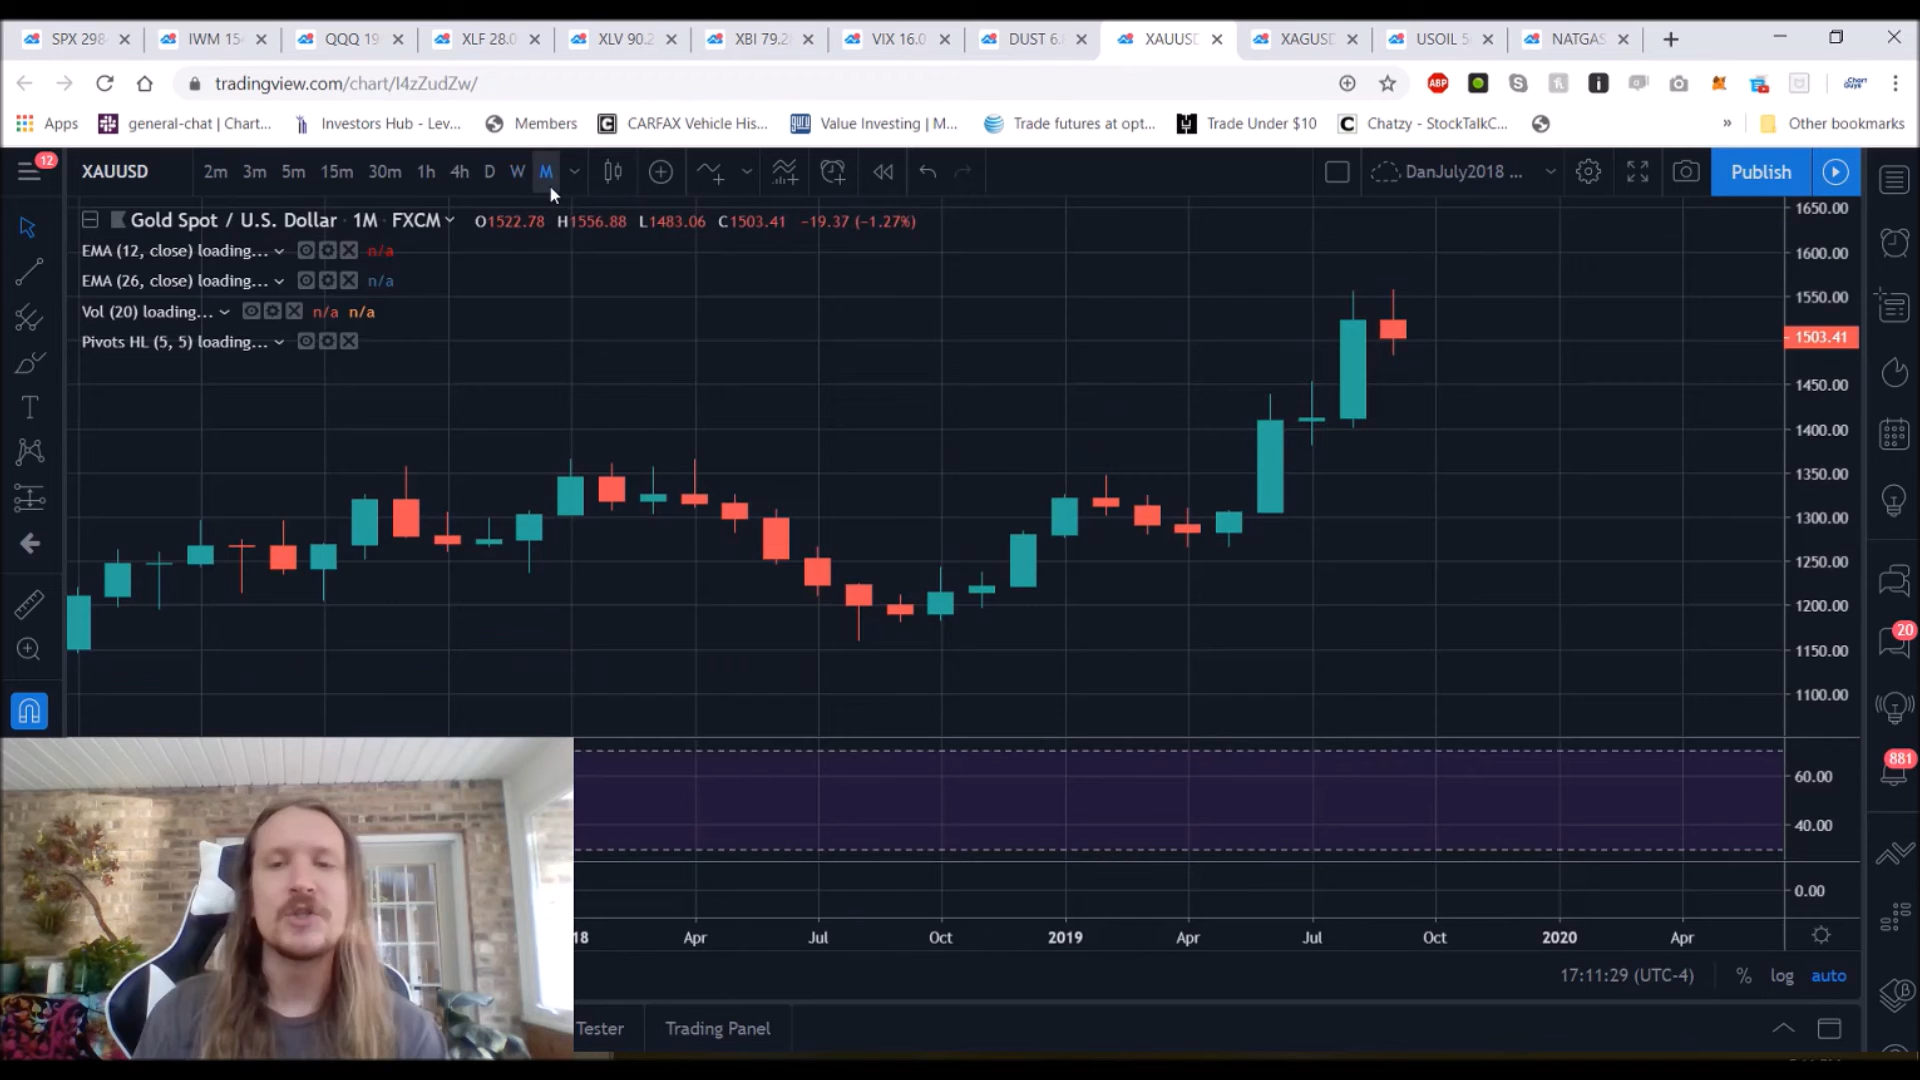 SPX 298
IWM 15
QQQ 19
XLF 28.0
XLV 90.2
XBI 79.2
VIX 16.0
DUST 6.
XAUUS
XAGUSD
USOIL 5
NATGAS
tradingview.com/chart/I4zZudZw/
ABP
Apps
general-chat | Chart...
Investors Hub - Lev...
Members
CARFAX Vehicle His...
Value Investing | M...
Trade futures at opt...
Trade Under $10
Chatzy - StockTalkC...
»
Other bookmarks
12
XAUUSD
2m 3m 5m 15m 30m 1h 4h D W M
DanJuly2018 ...
Publish
Gold Spot / U.S. Dollar · 1M · FXCM
O1522.78 H1556.88 L1483.06 C1503.41 −19.37 (−1.27%)
EMA (12, close) loading... n/a
EMA (26, close) loading... n/a
Vol (20) loading... n/a n/a
Pivots HL (5, 5) loading...
1650.00
1600.00
1550.00
1503.41
1450.00
1400.00
1350.00
1300.00
1250.00
1200.00
1150.00
1100.00
20
881
60.00
40.00
0.00
18 Apr Jul Oct 2019 Apr Jul Oct 2020 Apr
17:11:29 (UTC-4)
% log auto
Tester
Trading Panel